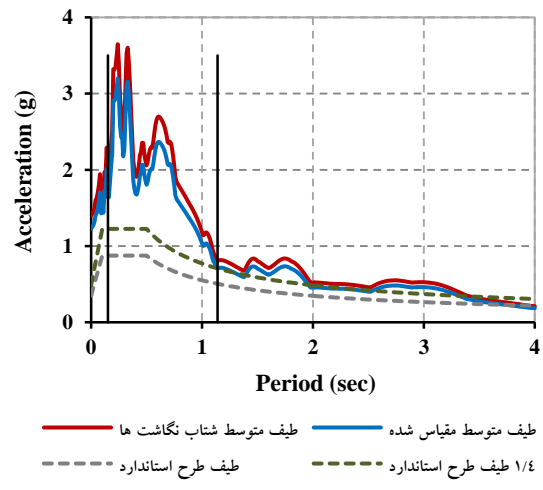 4
3
2
1
0
Acceleration (g)
0 1 2 3 4
Period (sec)
طیف متوسط شتاب نگاشت ها
طیف متوسط مقیاس شده
طیف طرح استاندارد
۱/٤ طیف طرح استاندارد